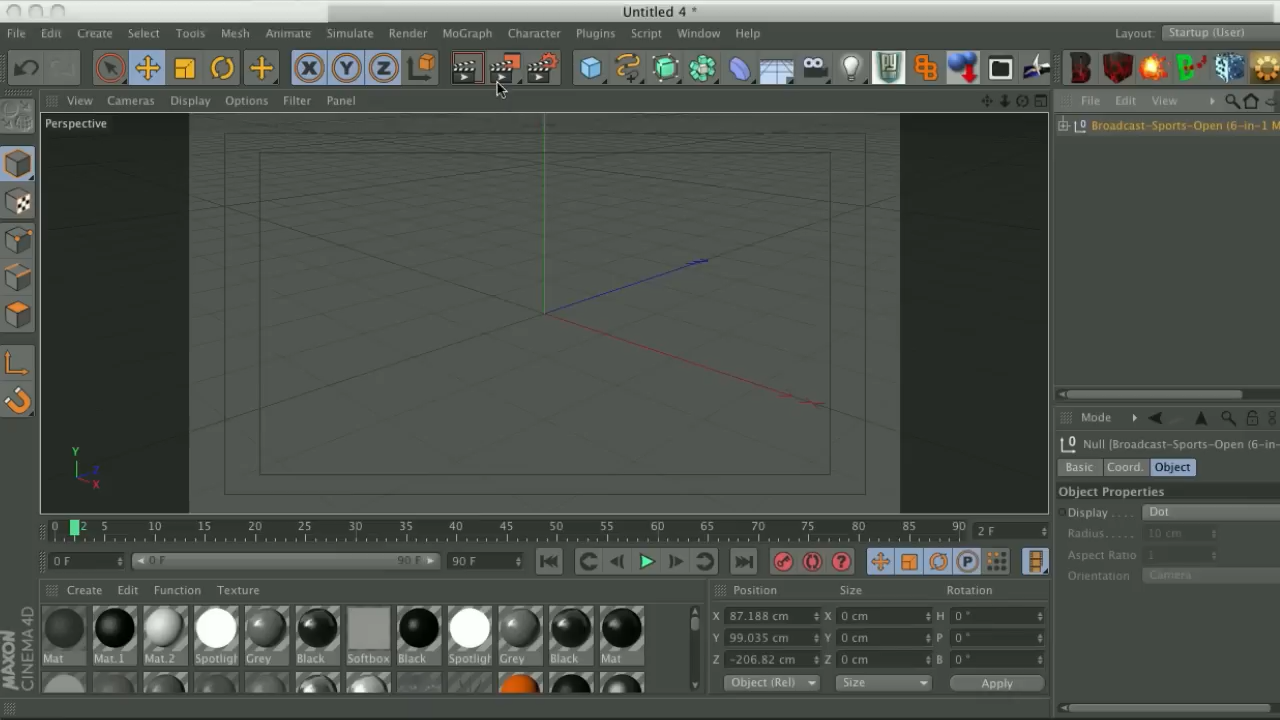 Untitled 4 *
File Edit Create Select Tools Mesh Animate Simulate Render MoGraph Character Plugins Script Window Help Layout: Startup (User)
X Y Z
View Cameras Display Options Filter Panel File Edit View
Perspective
0 Broadcast-Sports-Open (6-in-1 M
Mode
0 Null [Broadcast-Sports-Open (6-in-
Basic Coord. Object
Object Properties
Display . . . . Dot
Radius. . . . . 10 cm
Aspect Ratio 1
Orientation Camera
Y
Z
X
0 2 5 10 15 20 25 30 35 40 45 50 55 60 65 70 75 80 85 90 2 F
0 F 0 F 90 F 90 F ? P
Create Edit Function Texture
Position Size Rotation
X 87.188 cm X 0 cm H 0 °
Y 99.035 cm Y 0 cm P 0 °
Z -206.82 cm Z 0 cm B 0 °
Object (Rel) Size Apply
Mat Mat.1 Mat.2 Spotligh Grey Black Softbox Black Spotligh Grey Black Mat
MAXON
CINEMA 4D